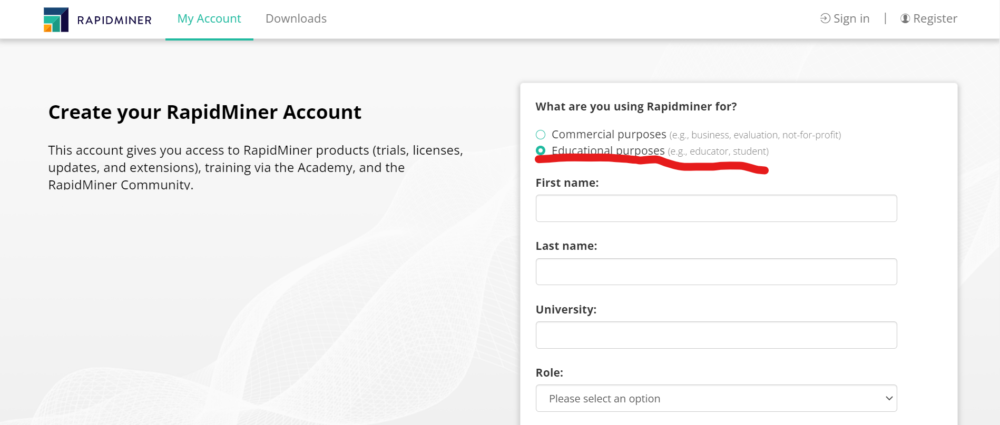 RAPIDMINER
My Account
Downloads
Sign in | Register
Create your RapidMiner Account
This account gives you access to RapidMiner products (trials, licenses,
updates, and extensions), training via the Academy, and the
RapidMiner Community.
What are you using Rapidminer for?
Commercial purposes (e.g., business, evaluation, not-for-profit)
Educational purposes (e.g., educator, student)
First name:
Last name:
University:
Role:
Please select an option